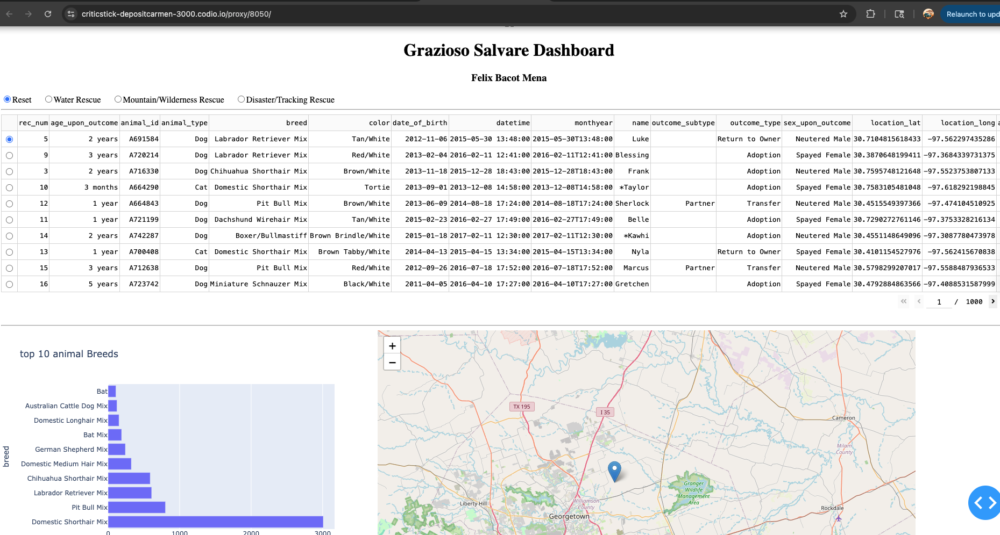 criticstick-depositcarmen-3000.codio.io/proxy/8050/
Relaunch to upd
Grazioso Salvare Dashboard
Felix Bacot Mena
Reset Water Rescue Mountain/Wilderness Rescue Disaster/Tracking Rescue
rec_num age_upon_outcome animal_id animal_type breed color date_of_birth datetime monthyear name outcome_subtype outcome_type sex_upon_outcome location_lat location_long a
5 2 years A691584 Dog Labrador Retriever Mix Tan/White 2012-11-06 2015-05-30 13:48:00 2015-05-30T13:48:00 Luke Return to Owner Neutered Male 30.7104815618433 -97.562297435286
9 3 years A720214 Dog Labrador Retriever Mix Red/White 2013-02-04 2016-02-11 12:41:00 2016-02-11T12:41:00 Blessing Adoption Spayed Female 30.3870648199411 -97.3684339731375
3 2 years A716330 Dog Chihuahua Shorthair Mix Brown/White 2013-11-18 2015-12-28 18:43:00 2015-12-28T18:43:00 Frank Adoption Neutered Male 30.7595748121648 -97.5523753807133
10 3 months A664290 Cat Domestic Shorthair Mix Tortie 2013-09-01 2013-12-08 14:58:00 2013-12-08T14:58:00 *Taylor Adoption Spayed Female 30.7583105481048 -97.618292198845
12 1 year A664843 Dog Pit Bull Mix Brown/White 2013-06-09 2014-08-18 17:24:00 2014-08-18T17:24:00 Sherlock Partner Transfer Neutered Male 30.4515549397366 -97.474104510925
11 1 year A721199 Dog Dachshund Wirehair Mix Tan/White 2015-02-23 2016-02-27 17:49:00 2016-02-27T17:49:00 Belle Adoption Spayed Female 30.7290272761146 -97.3753328216134
14 2 years A742287 Dog Boxer/Bullmastiff Brown Brindle/White 2015-01-18 2017-02-11 12:30:00 2017-02-11T12:30:00 *Kawhi Adoption Neutered Male 30.4551148649096 -97.3087780473978
13 1 year A700408 Cat Domestic Shorthair Mix Brown Tabby/White 2014-04-13 2015-04-15 13:34:00 2015-04-15T13:34:00 Nyla Return to Owner Spayed Female 30.4101154527976 -97.562415670838
15 3 years A712638 Dog Pit Bull Mix Red/White 2012-09-26 2016-07-18 17:52:00 2016-07-18T17:52:00 Marcus Partner Transfer Neutered Male 30.5798299207017 -97.5588487936533
16 5 years A723742 Dog Miniature Schnauzer Mix Black/White 2011-04-05 2016-04-10 17:27:00 2016-04-10T17:27:00 Gretchen Adoption Spayed Female 30.4792884863566 -97.4088531587999
« ‹ 1 / 1000 ›
top 10 animal Breeds
breed
Bat
Australian Cattle Dog Mix
Domestic Longhair Mix
Bat Mix
German Shepherd Mix
Domestic Medium Hair Mix
Chihuahua Shorthair Mix
Labrador Retriever Mix
Pit Bull Mix
Domestic Shorthair Mix
0 1000 2000 3000
+
−
TX 195
I 35
Cameron
Milam
County
Granger
Wildlife
Management
Area
Liberty Hill
Williamson
County
Georgetown
Rockdale